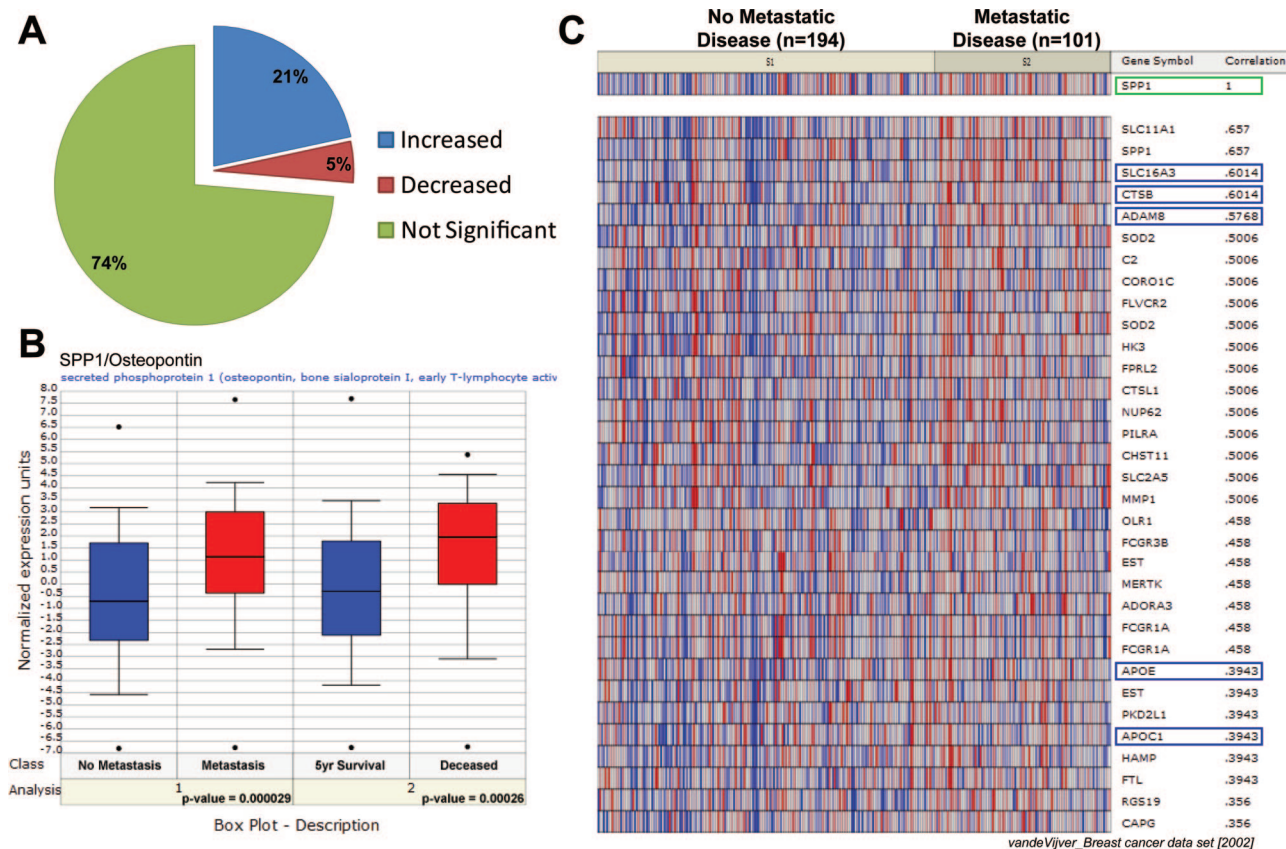 A
21%
5%
74%
Increased
Decreased
Not Significant
B
SPP1/Osteopontin
secreted phosphoprotein 1 (osteopontin, bone sialoprotein I, early T-lymphocyte activ
Normalized expression units
8.0
7.5
7.0
6.5
6.0
5.5
5.0
4.5
4.0
3.5
3.0
2.5
2.0
1.5
1.0
0.5
0.0
-0.5
-1.0
-1.5
-2.0
-2.5
-3.0
-3.5
-4.0
-4.5
-5.0
-5.5
-6.0
-6.5
-7.0
Class No Metastasis Metastasis 5yr Survival Deceased
Analysis 1 2
p-value = 0.000029 p-value = 0.00026
Box Plot - Description
C
No Metastatic Disease (n=194)
Metastatic Disease (n=101)
S1 S2 Gene Symbol Correlation
SPP1 1
SLC11A1 .657
SPP1 .657
SLC16A3 .6014
CTSB .6014
ADAM8 .5768
SOD2 .5006
C2 .5006
CORO1C .5006
FLVCR2 .5006
SOD2 .5006
HK3 .5006
FPRL2 .5006
CTSL1 .5006
NUP62 .5006
PILRA .5006
CHST11 .5006
SLC2A5 .5006
MMP1 .5006
OLR1 .458
FCGR3B .458
EST .458
MERTK .458
ADORA3 .458
FCGR1A .458
FCGR1A .458
APOE .3943
EST .3943
PKD2L1 .3943
APOC1 .3943
HAMP .3943
FTL .3943
RGS19 .356
CAPG .356
vandeVijver_Breast cancer data set [2002]